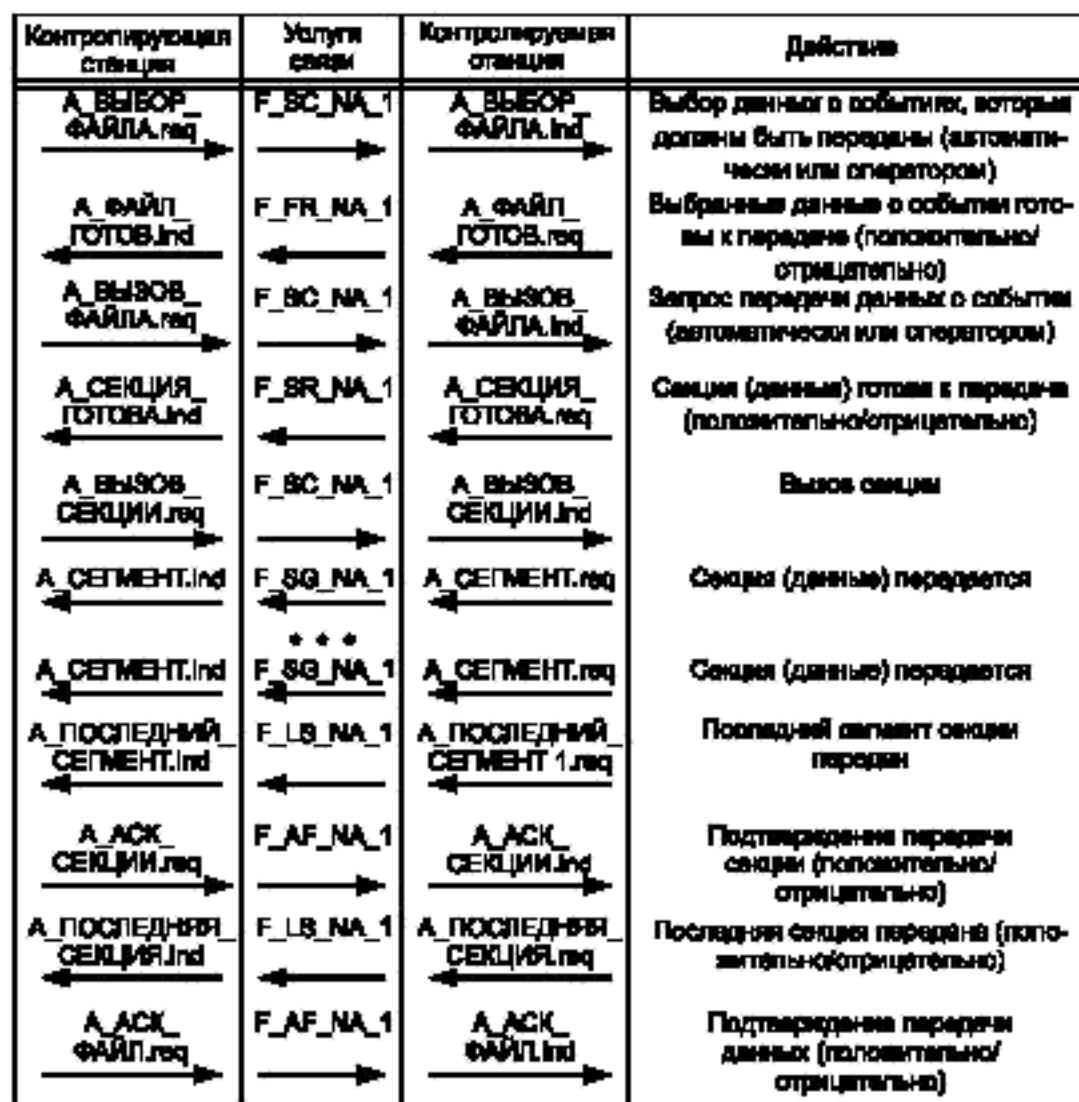 Контролирующая
станция
Услуги
связи
Контролируемая
станция
Действие
А_ВЫБОР_
ФАЙЛА.req
F_SC_NA_1
А_ВЫБОР_
ФАЙЛА.ind
Выбор данных о событиях, которые
должны быть переданы (автомати-
чески или оператором)
А_ФАЙЛ_
ГОТОВ.ind
F_FR_NA_1
А_ФАЙЛ_
ГОТОВ.req
Выбранные данные о событии гото-
вы к передаче (положительно/
отрицательно)
А_ВЫЗОВ_
ФАЙЛА.req
F_SC_NA_1
А_ВЫЗОВ_
ФАЙЛА.ind
Запрос передачи данных о событии
(автоматически или оператором)
А_СЕКЦИЯ_
ГОТОВА.ind
F_SR_NA_1
А_СЕКЦИЯ_
ГОТОВА.req
Секция (данные) готова к передаче
(положительно/отрицательно)
А_ВЫЗОВ_
СЕКЦИИ.req
F_SC_NA_1
А_ВЫЗОВ_
СЕКЦИИ.ind
Вызов секции
А_СЕГМЕНТ.ind
F_SG_NA_1
А_СЕГМЕНТ.req
Секция (данные) передается
• • •
А_СЕГМЕНТ.ind
F_SG_NA_1
А_СЕГМЕНТ.req
Секция (данные) передается
А_ПОСЛЕДНИЙ_
СЕГМЕНТ.ind
F_LS_NA_1
А_ПОСЛЕДНИЙ_
СЕГМЕНТ 1.req
Последний сегмент секции
передан
А_АСК_
СЕКЦИИ.req
F_AF_NA_1
А_АСК_
СЕКЦИИ.ind
Подтверждение передачи
секции (положительно/
отрицательно)
А_ПОСЛЕДНЯЯ_
СЕКЦИЯ.ind
F_LS_NA_1
А_ПОСЛЕДНЯЯ_
СЕКЦИЯ.req
Последняя секция передана (поло-
жительно/отрицательно)
А_АСК_
ФАЙЛ.req
F_AF_NA_1
А_АСК_
ФАЙЛ.ind
Подтверждение передачи
данных (положительно/
отрицательно)